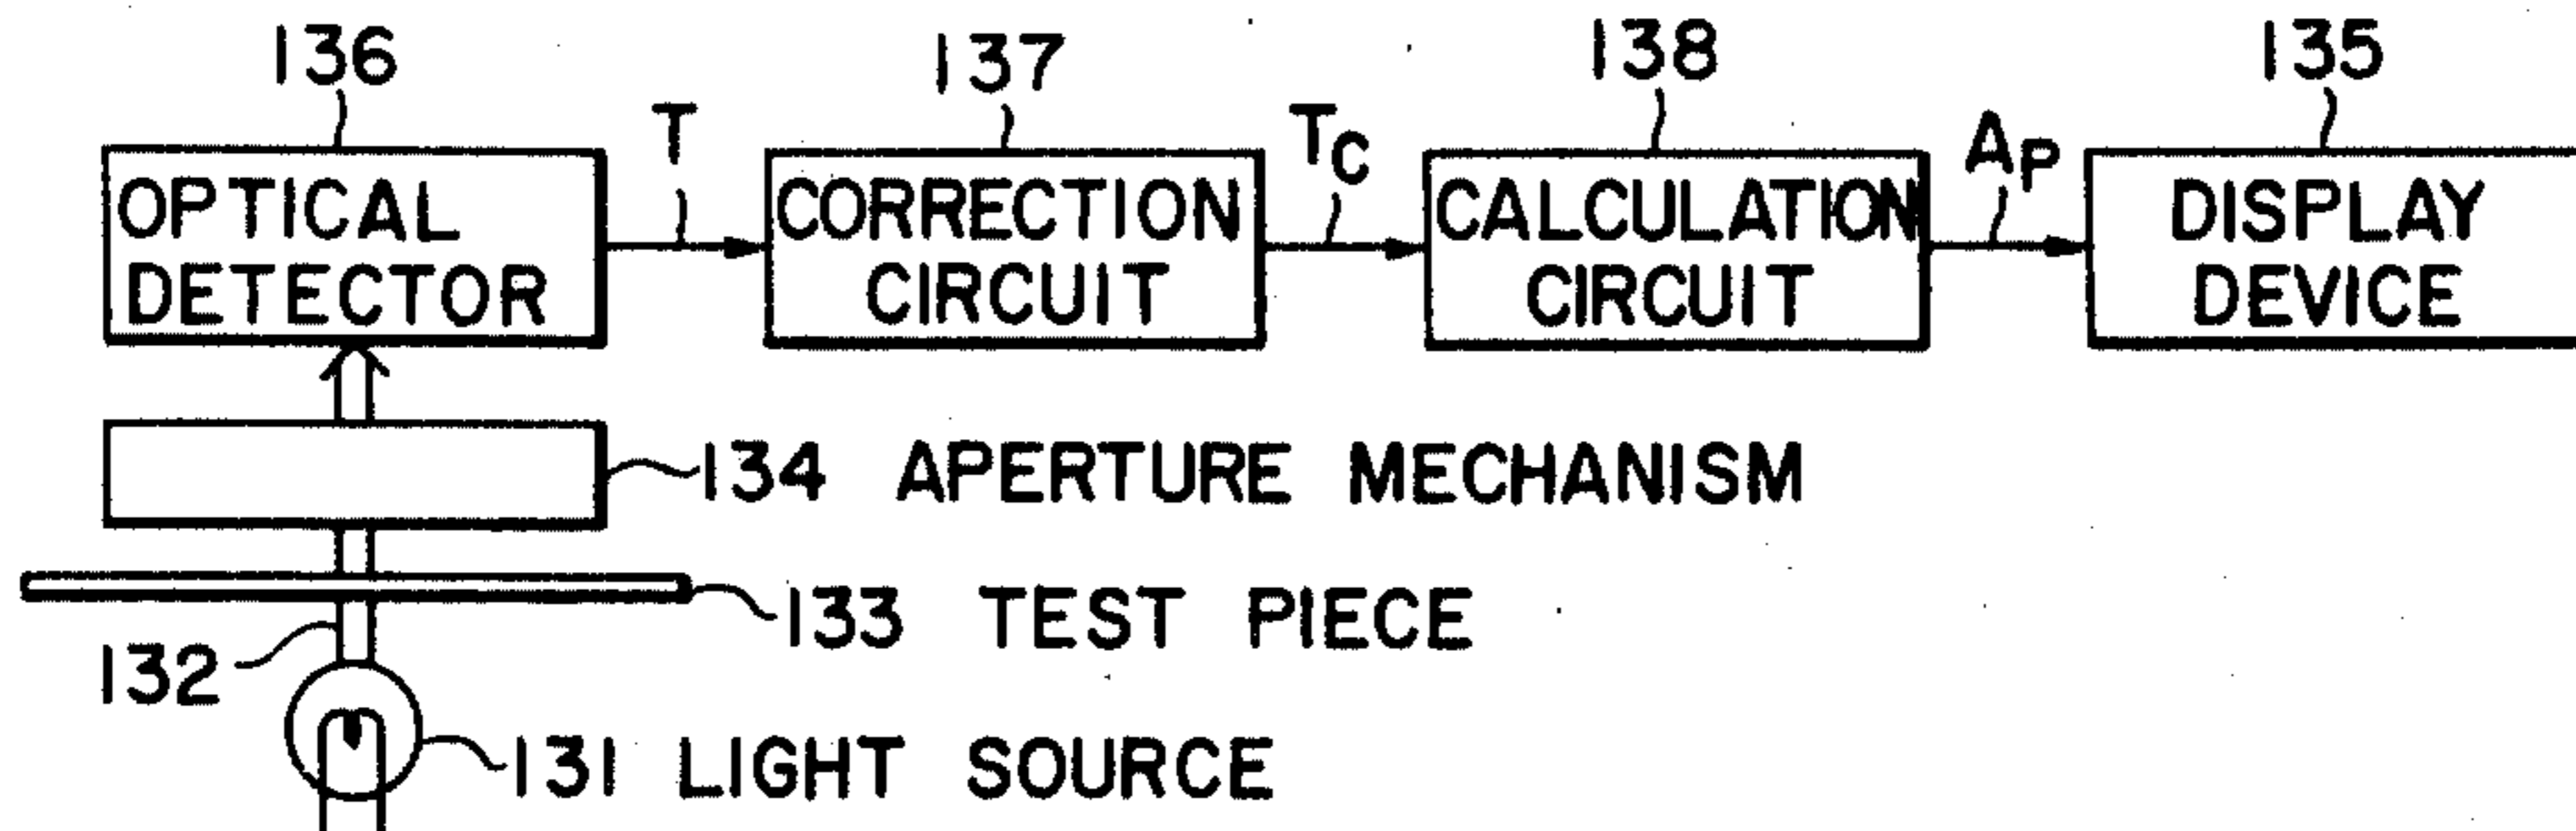 136
137
138
135
T
Tc
Ap
OPTICAL
DETECTOR
CORRECTION
CIRCUIT
CALCULATION
CIRCUIT
DISPLAY
DEVICE
134 APERTURE MECHANISM
133 TEST PIECE
132
131 LIGHT SOURCE